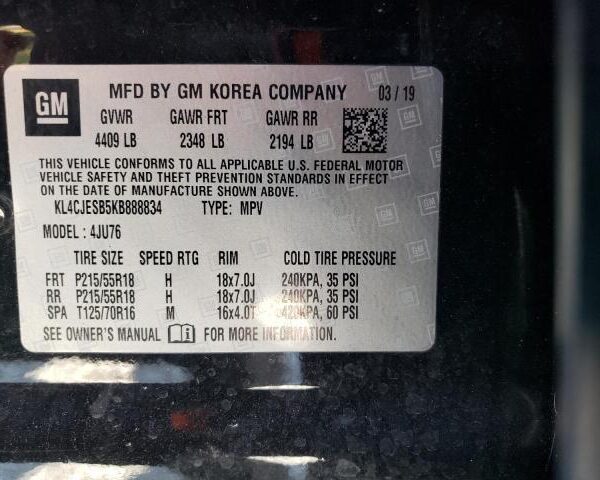 GM MFD BY GM KOREA COMPANY 03 / 19
GVWR GAWR FRT GAWR RR
4409 LB 2348 LB 2194 LB
THIS VEHICLE CONFORMS TO ALL APPLICABLE U.S. FEDERAL MOTOR
VEHICLE SAFETY AND THEFT PREVENTION STANDARDS IN EFFECT
ON THE DATE OF MANUFACTURE SHOWN ABOVE.
KL4CJESB5KB888834 TYPE: MPV
MODEL : 4JU76
TIRE SIZE SPEED RTG RIM COLD TIRE PRESSURE
FRT P215/55R18 H 18x7.0J 240KPA, 35 PSI
RR P215/55R18 H 18x7.0J 240KPA, 35 PSI
SPA T125/70R16 M 16x4.0T 420KPA, 60 PSI
SEE OWNER'S MANUAL FOR MORE INFORMATION.